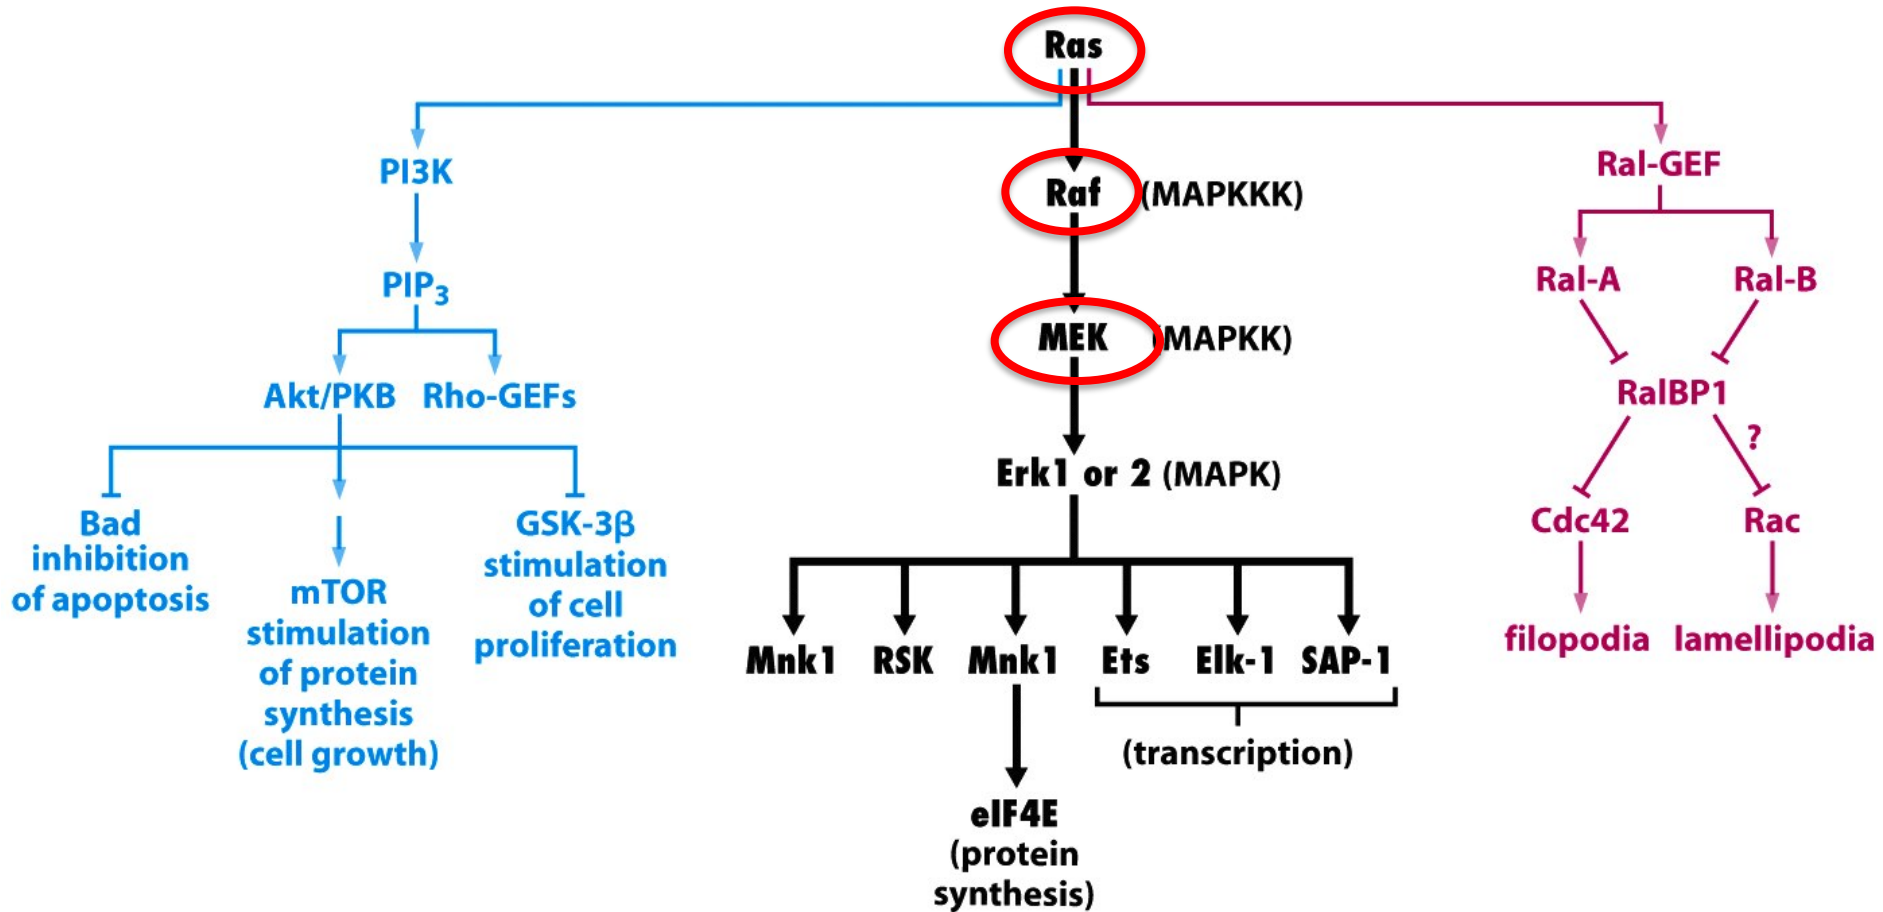 Ras
PI3K
Raf (MAPKKK)
Ral-GEF
PIP₃
MEK (MAPKK)
Ral-A
Ral-B
Akt/PKB
Rho-GEFs
RalBP1
?
Erk1 or 2 (MAPK)
Bad
inhibition
of apoptosis
mTOR
stimulation
of protein
synthesis
(cell growth)
GSK-3β
stimulation
of cell
proliferation
Cdc42
Rac
filopodia
lamellipodia
Mnk1
RSK
Mnk1
Ets
Elk-1
SAP-1
(transcription)
eIF4E
(protein
synthesis)